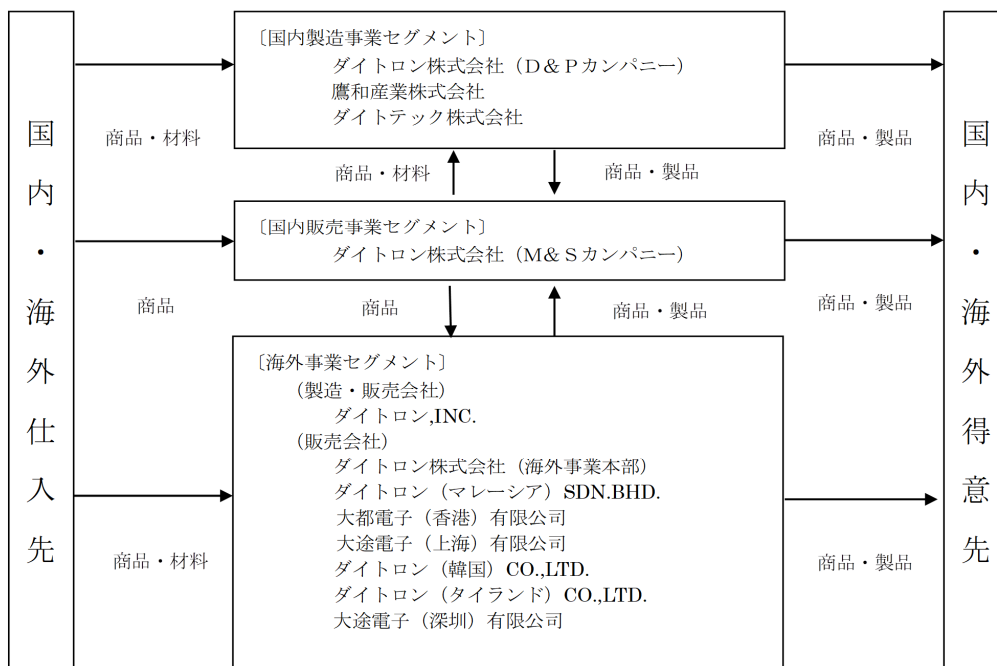 国内・海外仕入先
商品・材料
商品
商品・材料
〔国内製造事業セグメント〕
ダイトロン株式会社（Ｄ＆Ｐカンパニー）
鷹和産業株式会社
ダイトテック株式会社
商品・材料
商品・製品
〔国内販売事業セグメント〕
ダイトロン株式会社（Ｍ＆Ｓカンパニー）
商品
商品・製品
〔海外事業セグメント〕
（製造・販売会社）
ダイトロン,INC.
（販売会社）
ダイトロン株式会社（海外事業本部）
ダイトロン（マレーシア）SDN.BHD.
大都電子（香港）有限公司
大途電子（上海）有限公司
ダイトロン（韓国）CO.,LTD.
ダイトロン（タイランド）CO.,LTD.
大途電子（深圳）有限公司
商品・製品
商品・製品
商品・製品
国内・海外得意先